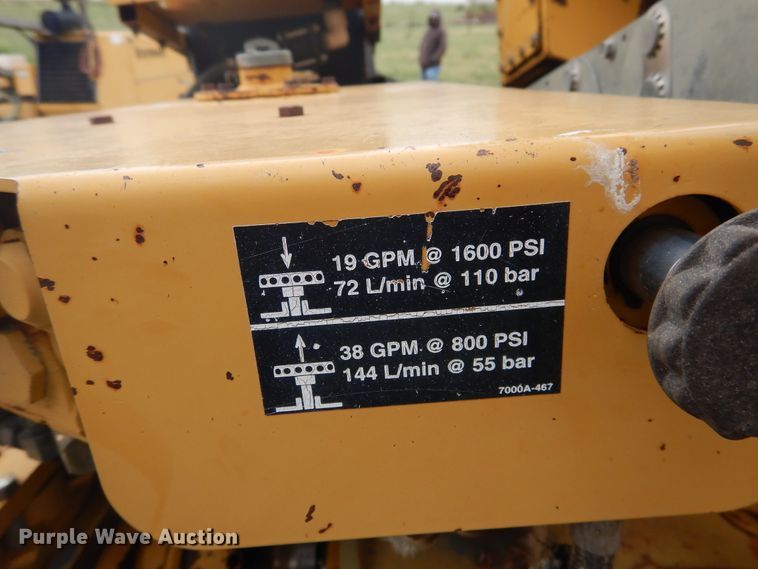 19 GPM @ 1600 PSI
72 L/min @ 110 bar
38 GPM @ 800 PSI
144 L/min @ 55 bar
7000A-467
Purple Wave Auction